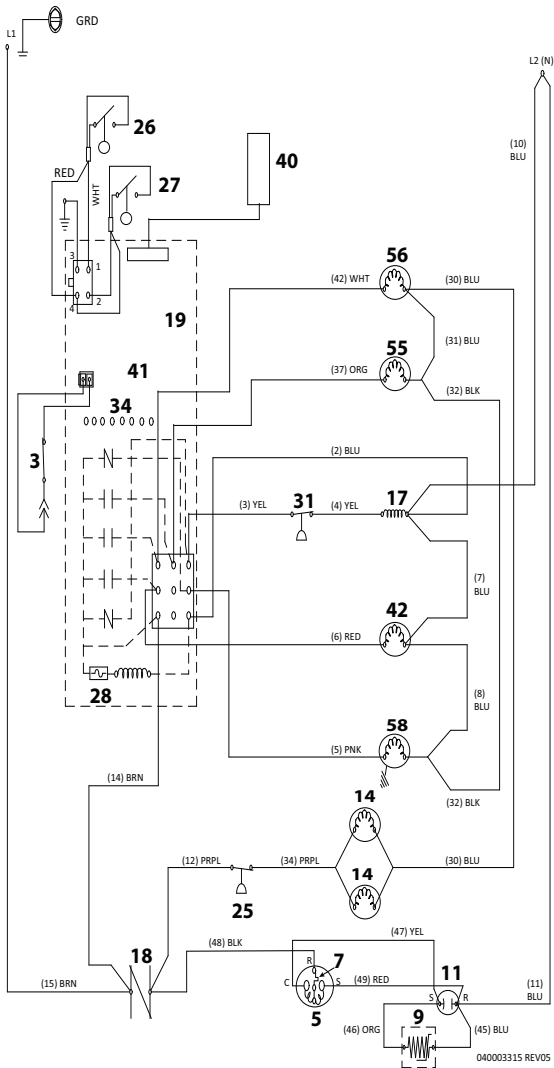 GRD
L1
L2 (N)
26
(10)
BLU
40
RED
WHT
27
3
1
4
2
56
(42) WHT
(30) BLU
19
(31) BLU
55
(37) ORG
(32) BLK
41
34
3
(2) BLU
31
17
(3) YEL
(4) YEL
(7)
BLU
42
(6) RED
28
(8)
BLU
58
(5) PNK
(14) BRN
(32) BLK
14
(12) PRPL
(34) PRPL
(30) BLU
14
25
(47) YEL
18
(48) BLK
R
7
C
S
(49) RED
11
(15) BRN
S
R
(11)
BLU
5
9
(46) ORG
(45) BLU
040003315 REV05